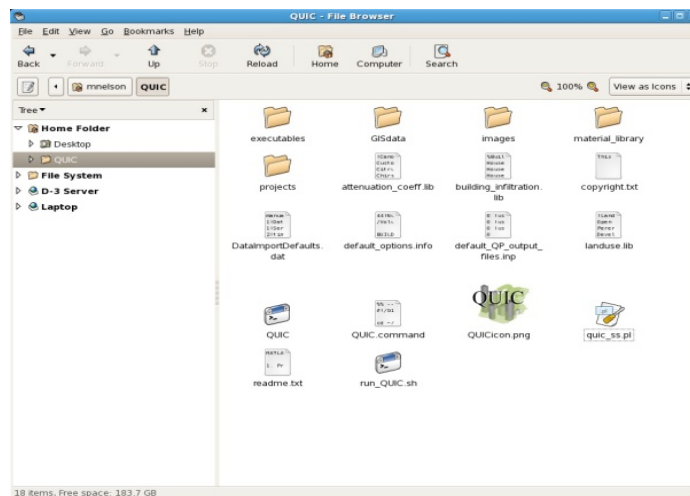 QUIC - File Browser
File Edit View Go Bookmarks Help
Back Forward Up Stop Reload Home Computer Search
mnelson QUIC 100% View as Icons
Tree
Home Folder
Desktop
QUIC
File System
D-3 Server
Laptop
executables GISdata images material_library
projects attenuation_coeff.lib building_infiltration. copyright.txt
lib
DataImportDefaults. default_options.info default_QP_output_ landuse.lib
dat files.inp
QUIC
QUIC QUIC.command QUICicon.png quic_ss.pl
readme.txt run_QUIC.sh
18 items, Free space: 183.7 GB